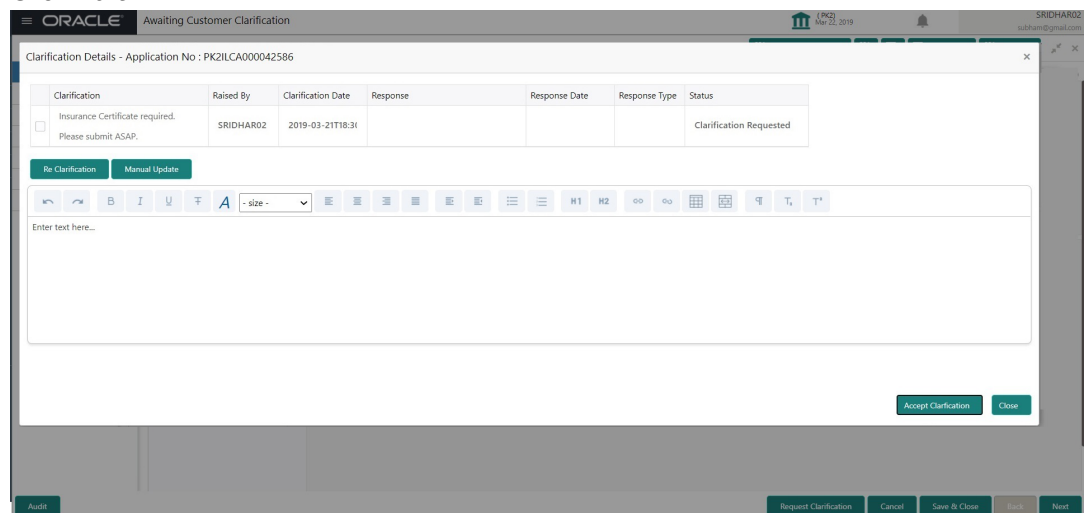 ORACLE Awaiting Customer Clarification
(PK2)
Mar 22, 2019
SRIDHAR02
subham@gmail.com
Clarification Details - Application No : PK2ILCA000042586
Clarification Raised By Clarification Date Response Response Date Response Type Status
Insurance Certificate required.
Please submit ASAP.
SRIDHAR02 2019-03-21T18:3( Clarification Requested
Re Clarification Manual Update
B I U T A - size - H1 H2 ¶ T T
Enter text here...
Accept Clarfication Close
Audit Request Clarification Cancel Save & Close Back Next